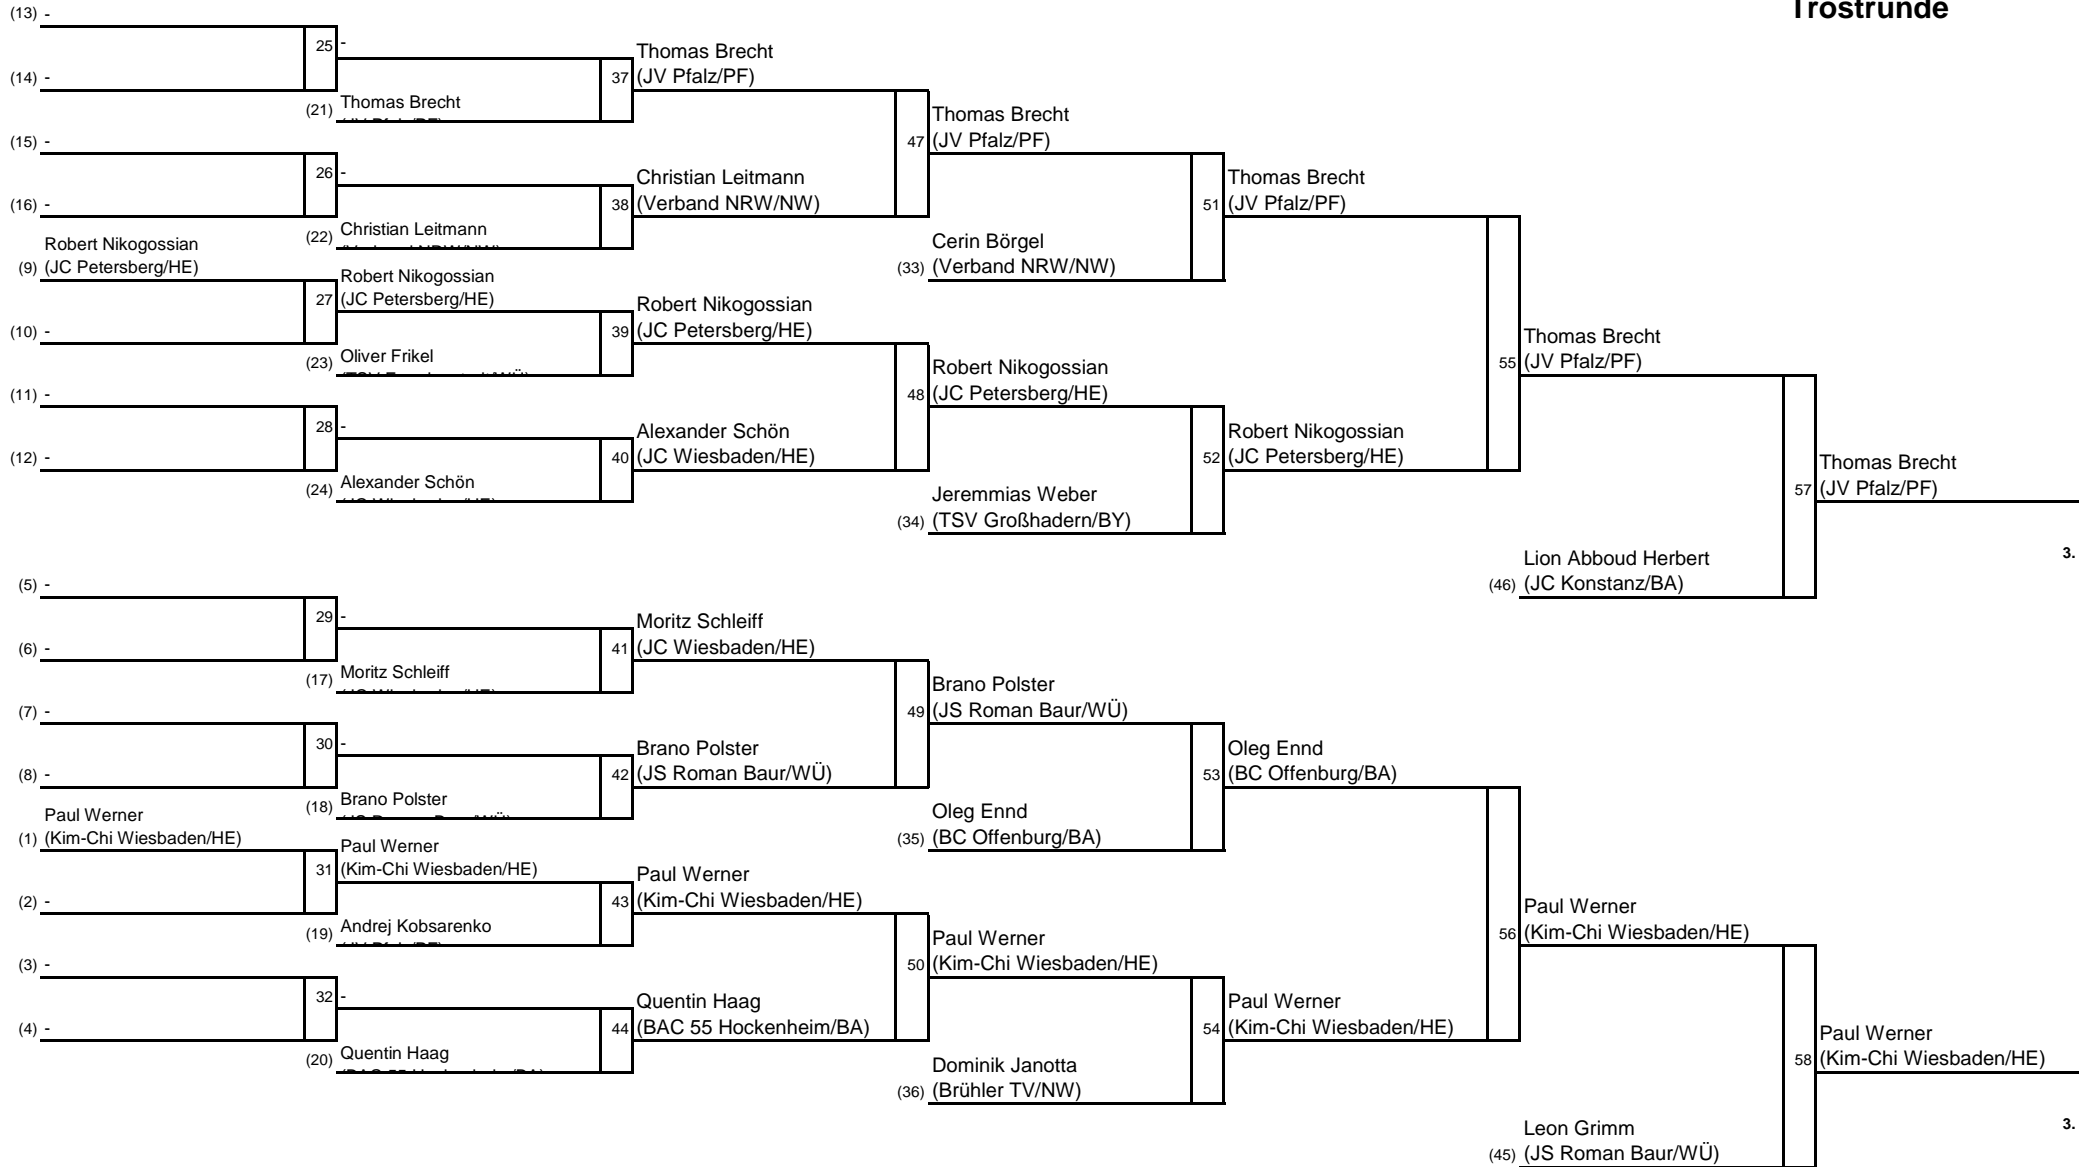 Trostrunde
(13) -
25 -
(14) -
(21) Thomas Brecht
37 Thomas Brecht
(JV Pfalz/PF)
(15) -
26 -
(16) -
(22) Christian Leitmann
38 Christian Leitmann
(Verband NRW/NW)
47 Thomas Brecht
(JV Pfalz/PF)
Robert Nikogossian
(9) (JC Petersberg/HE)
27 Robert Nikogossian
(JC Petersberg/HE)
(10) -
(23) Oliver Frikel
39 Robert Nikogossian
(JC Petersberg/HE)
(11) -
28 -
(12) -
(24) Alexander Schön
40 Alexander Schön
(JC Wiesbaden/HE)
48 Robert Nikogossian
(JC Petersberg/HE)
Cerin Börgel
(33) (Verband NRW/NW)
51 Thomas Brecht
(JV Pfalz/PF)
Jeremmias Weber
(34) (TSV Großhadern/BY)
52 Robert Nikogossian
(JC Petersberg/HE)
55 Thomas Brecht
(JV Pfalz/PF)
Lion Abboud Herbert
(46) (JC Konstanz/BA)
57 Thomas Brecht
(JV Pfalz/PF)
3.
(5) -
29 -
(6) -
(17) Moritz Schleiff
41 Moritz Schleiff
(JC Wiesbaden/HE)
(7) -
30 -
(8) -
(18) Brano Polster
42 Brano Polster
(JS Roman Baur/WÜ)
49 Brano Polster
(JS Roman Baur/WÜ)
Paul Werner
(1) (Kim-Chi Wiesbaden/HE)
31 Paul Werner
(Kim-Chi Wiesbaden/HE)
(2) -
(19) Andrej Kobsarenko
43 Paul Werner
(Kim-Chi Wiesbaden/HE)
(3) -
32 -
(4) -
(20) Quentin Haag
44 Quentin Haag
(BAC 55 Hockenheim/BA)
50 Paul Werner
(Kim-Chi Wiesbaden/HE)
Oleg Ennd
(35) (BC Offenburg/BA)
53 Oleg Ennd
(BC Offenburg/BA)
Dominik Janotta
(36) (Brühler TV/NW)
54 Paul Werner
(Kim-Chi Wiesbaden/HE)
56 Paul Werner
(Kim-Chi Wiesbaden/HE)
Leon Grimm
(45) (JS Roman Baur/WÜ)
58 Paul Werner
(Kim-Chi Wiesbaden/HE)
3.